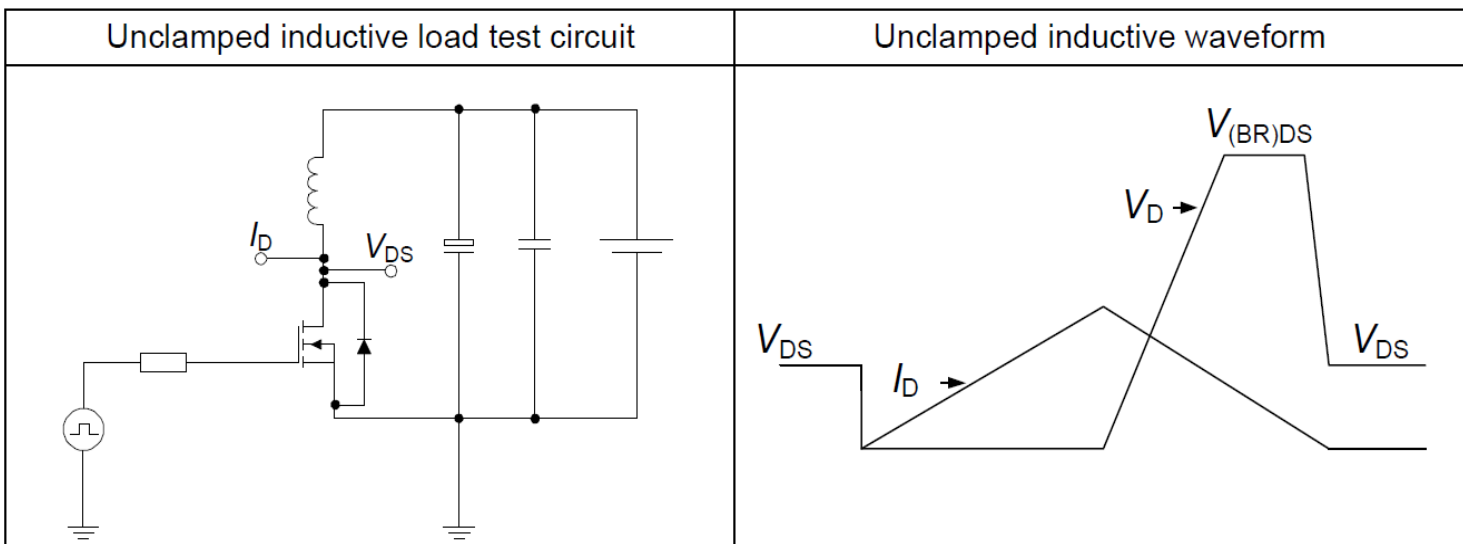 Unclamped inductive load test circuit
Unclamped inductive waveform
I_D
V_DS
V_(BR)DS
V_D
V_DS
I_D
V_DS